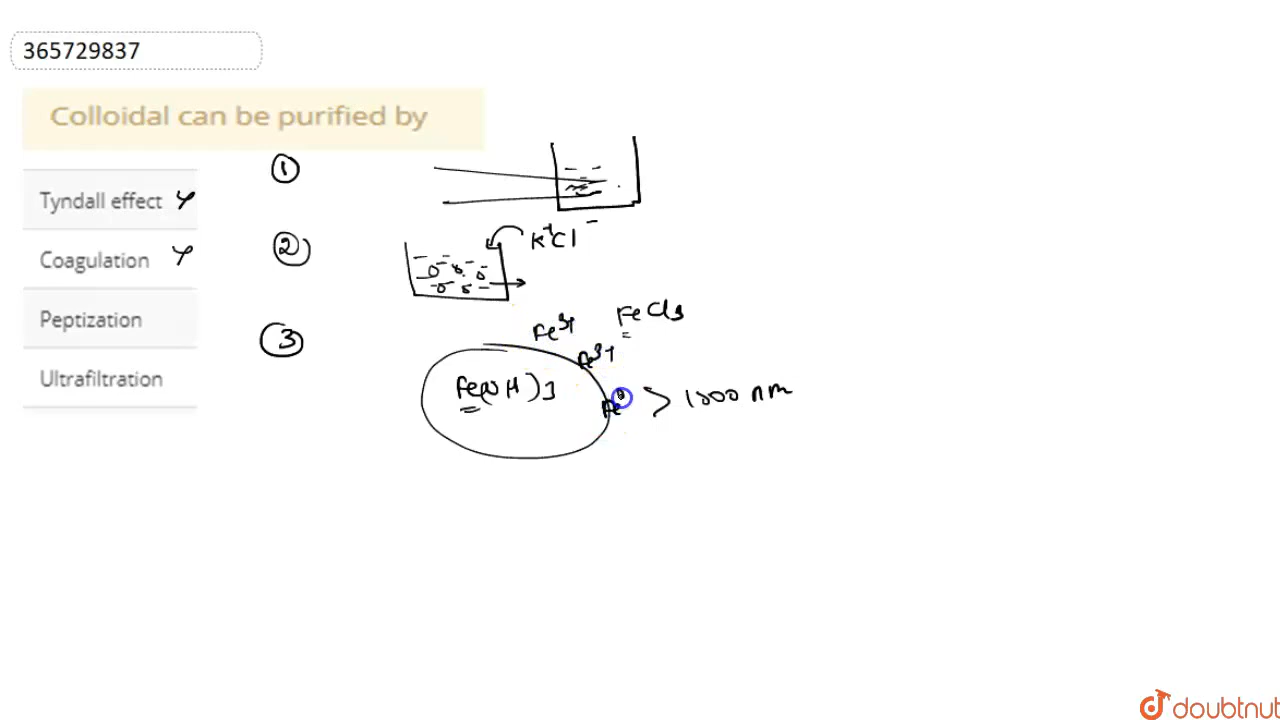 365729837
Colloidal can be purified by
①
Tyndall effect
②
K⁺Cl⁻
Coagulation
Peptization
③
Fe³⁺
FeCl₃
Fe³⁺
Fe(OH)₃
Fe
> 1000 nm
Ultrafiltration
doubtnut